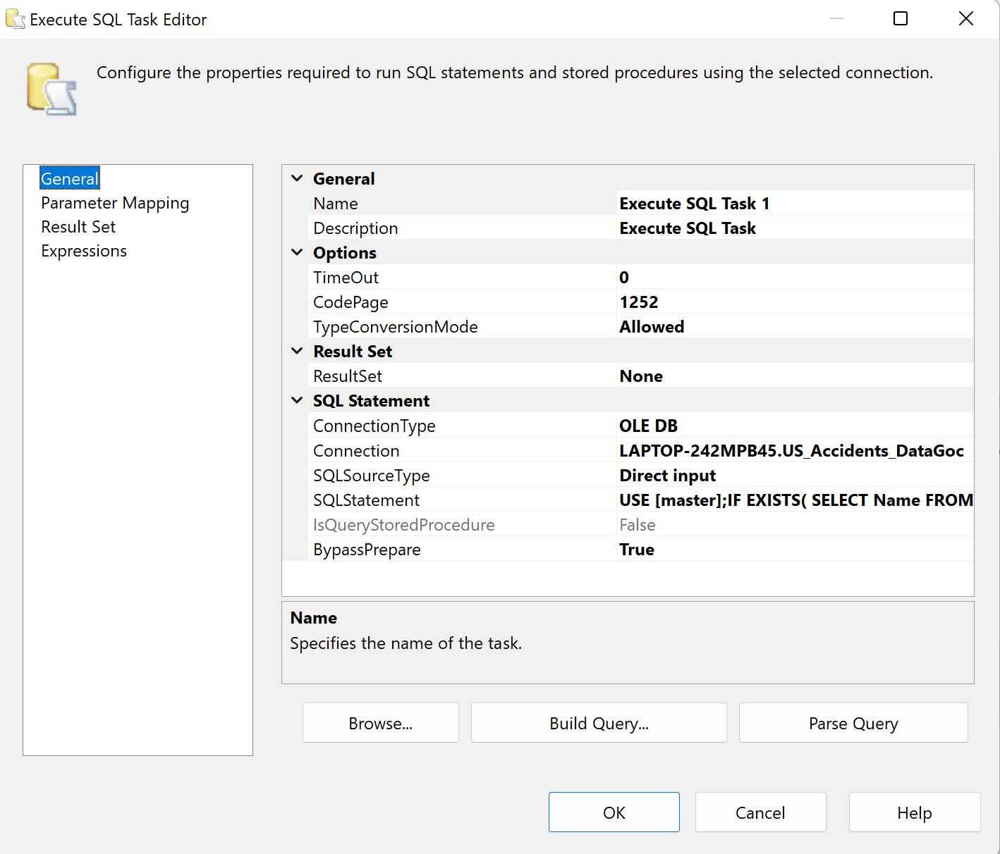 Execute SQL Task Editor
Configure the properties required to run SQL statements and stored procedures using the selected connection.
General
Parameter Mapping
Result Set
Expressions
General
Name Execute SQL Task 1
Description Execute SQL Task
Options
TimeOut 0
CodePage 1252
TypeConversionMode Allowed
Result Set
ResultSet None
SQL Statement
ConnectionType OLE DB
Connection LAPTOP-242MPB45.US_Accidents_DataGoc
SQLSourceType Direct input
SQLStatement USE [master];IF EXISTS( SELECT Name FROM
IsQueryStoredProcedure False
BypassPrepare True
Name
Specifies the name of the task.
Browse... Build Query... Parse Query
OK Cancel Help